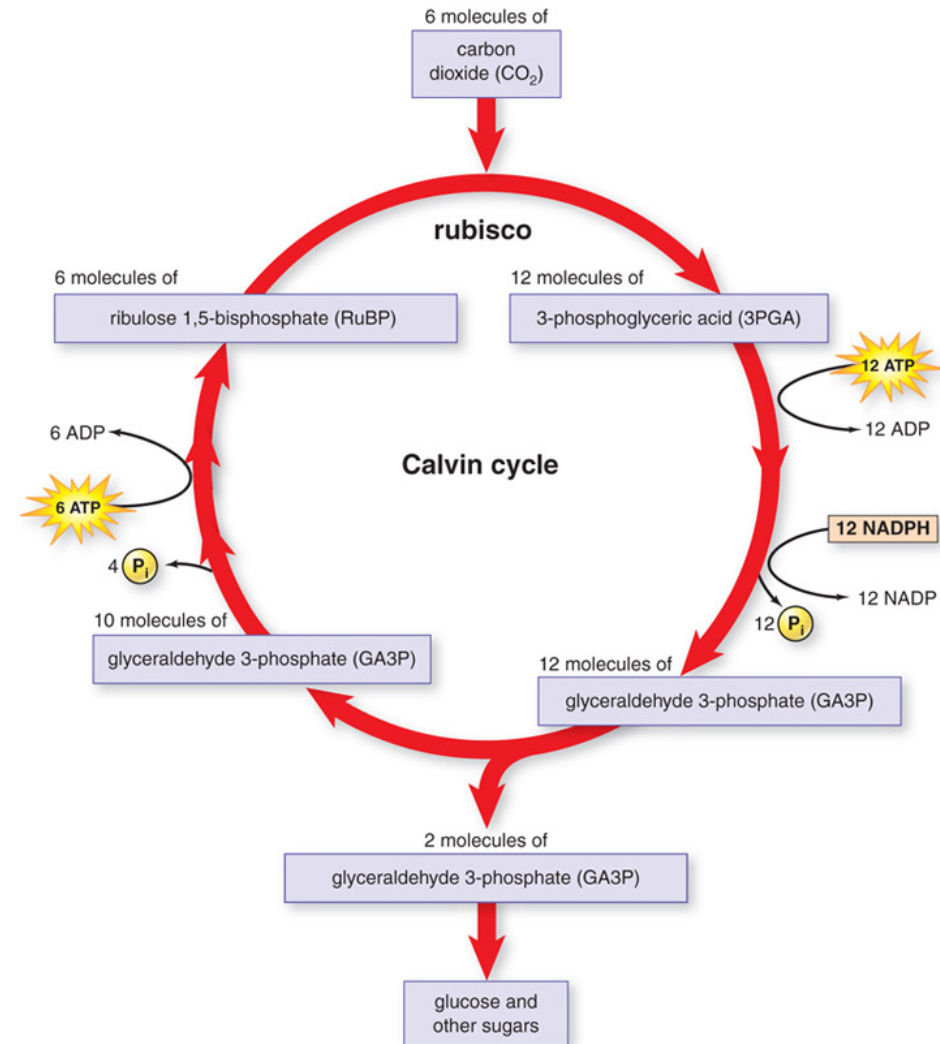 6 molecules of
carbon
dioxide (CO₂)
rubisco
6 molecules of
ribulose 1,5-bisphosphate (RuBP)
12 molecules of
3-phosphoglyceric acid (3PGA)
12 ATP
12 ADP
6 ADP
6 ATP
Calvin cycle
12 NADPH
12 NADP
4 Pᵢ
12 Pᵢ
10 molecules of
glyceraldehyde 3-phosphate (GA3P)
12 molecules of
glyceraldehyde 3-phosphate (GA3P)
2 molecules of
glyceraldehyde 3-phosphate (GA3P)
glucose and
other sugars